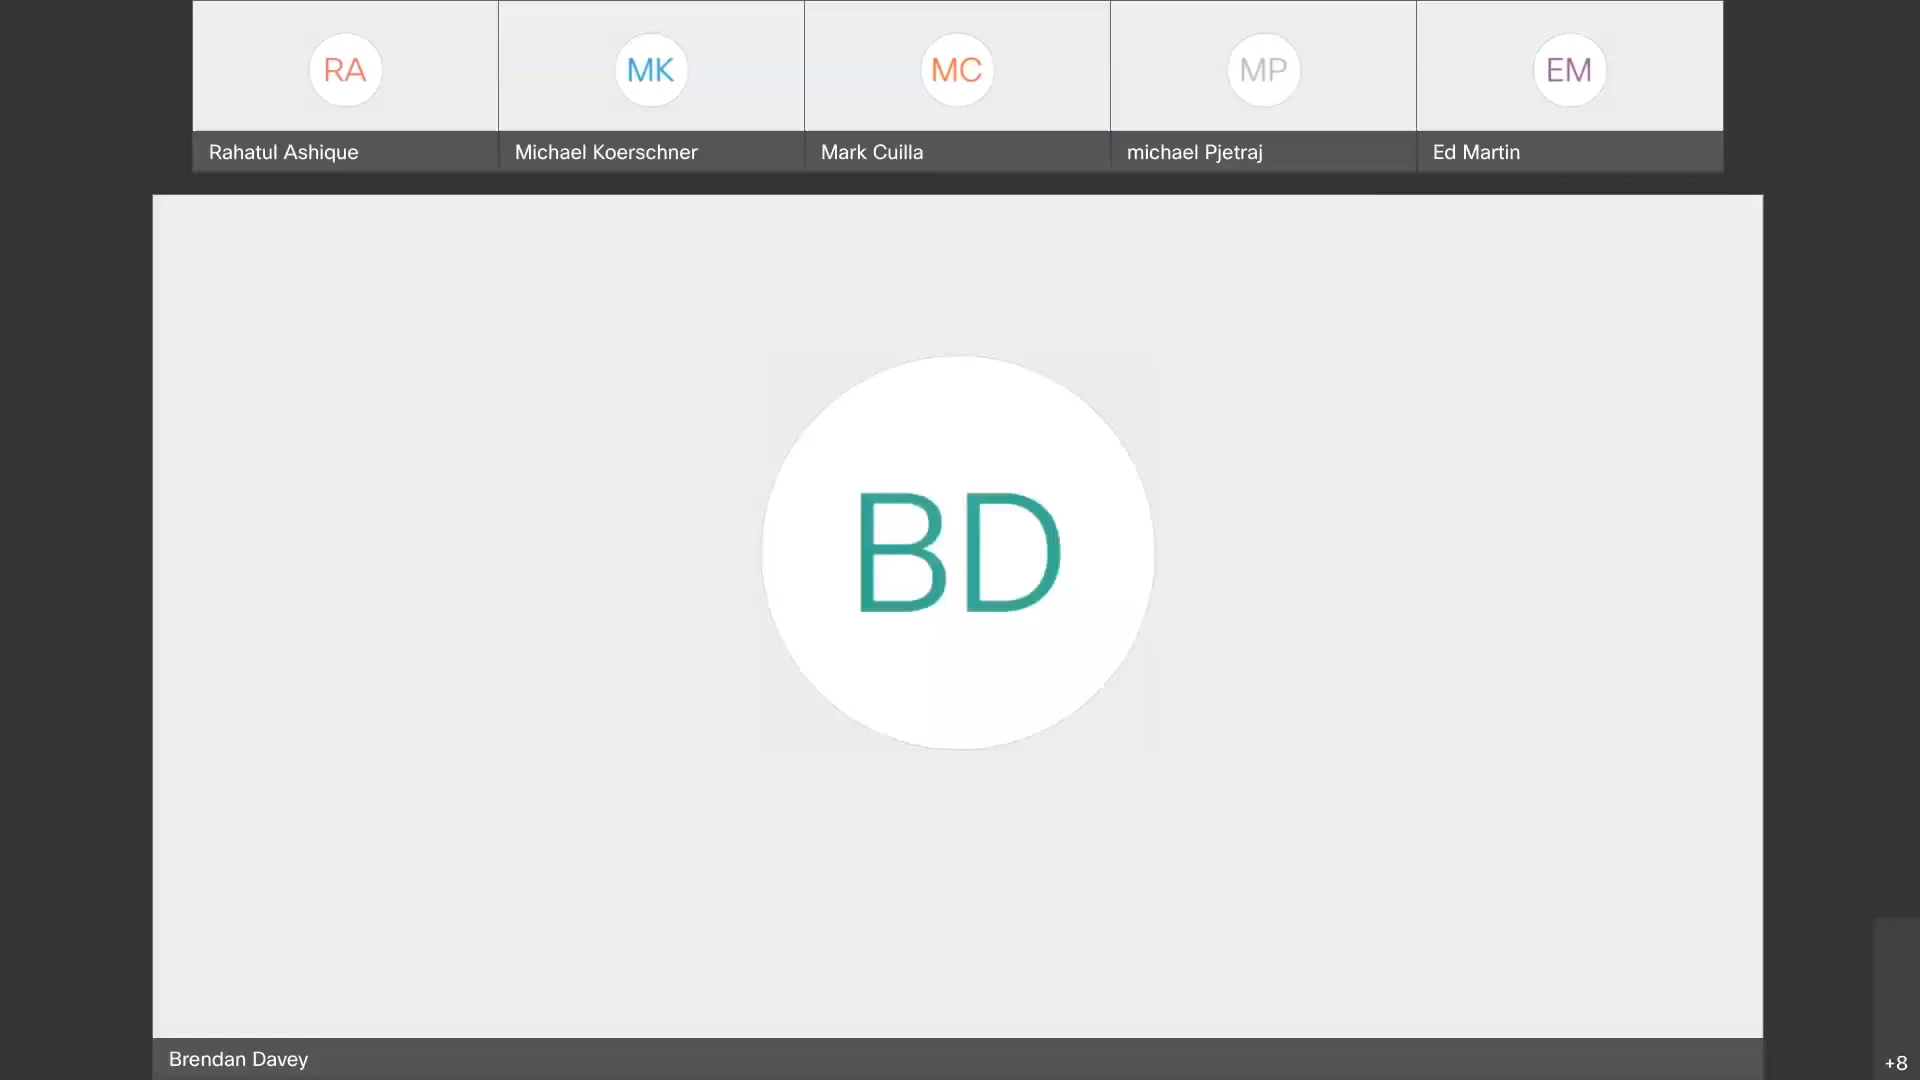 RA
MK
MC
MP
EM
Rahatul Ashique
Michael Koerschner
Mark Cuilla
michael Pjetraj
Ed Martin
BD
Brendan Davey
+8